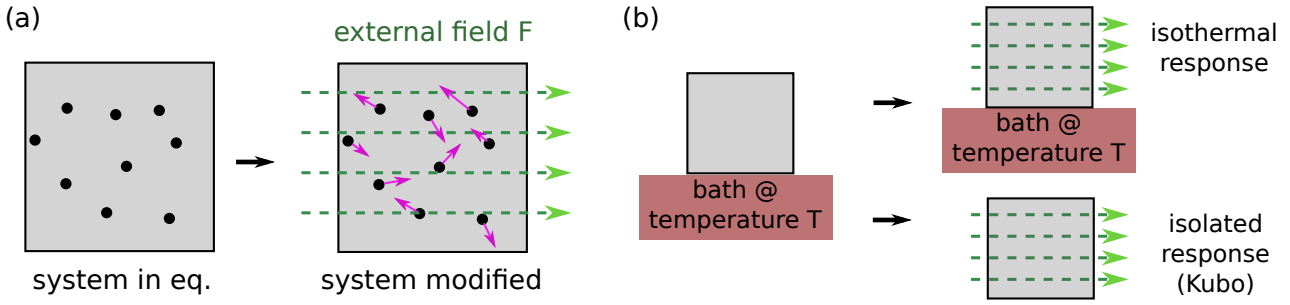 (a)
external field F
system in eq.
system modified
(b)
bath @
temperature T
isothermal
response
bath @
temperature T
isolated
response
(Kubo)